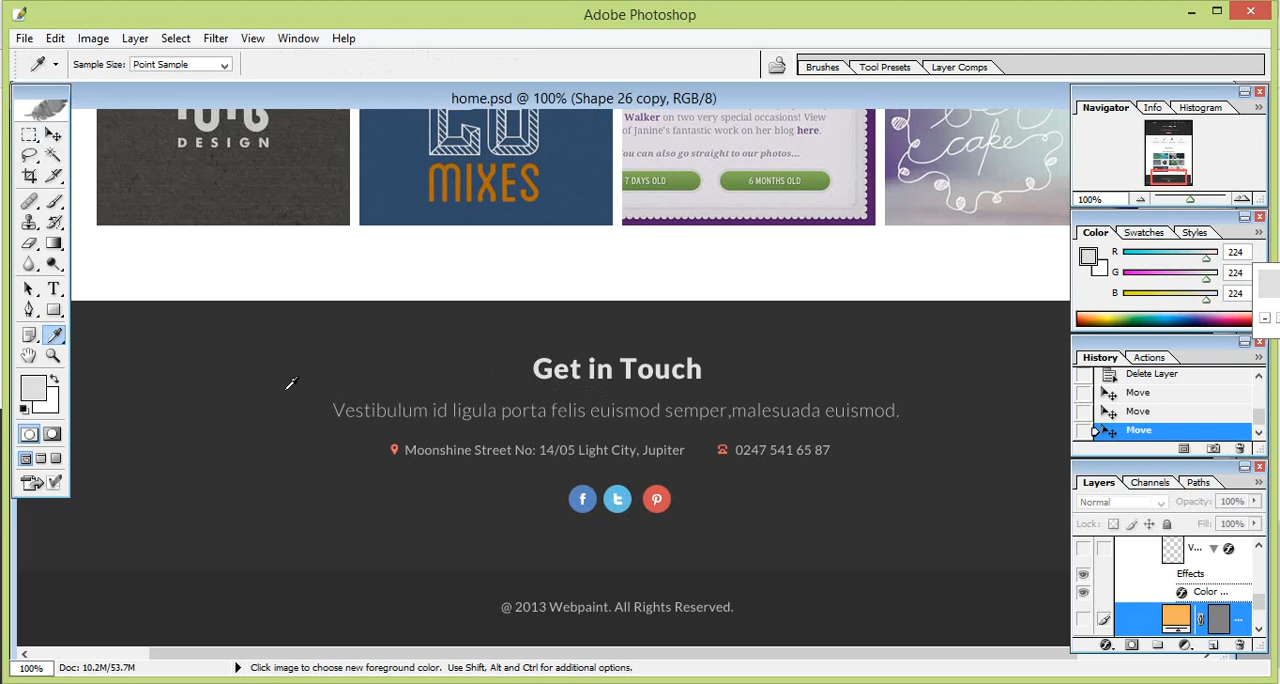 Adobe Photoshop
File Edit Image Layer Select Filter View Window Help
Sample Size: Point Sample
Brushes Tool Presets Layer Comps
home.psd @ 100% (Shape 26 copy, RGB/8)
DESIGN
MIXES
Walker on two very special occasions! View
of Janine's fantastic work on her blog here.
You can also go straight to our photos...
7 DAYS OLD
6 MONTHS OLD
cake
Navigator Info Histogram
100%
Color Swatches Styles
R 224
G 224
B 224
Get in Touch
Vestibulum id ligula porta felis euismod semper,malesuada euismod.
Moonshine Street No: 14/05 Light City, Jupiter 0247 541 65 87
f t p
@ 2013 Webpaint. All Rights Reserved.
History Actions
Delete Layer
Move
Move
Move
Layers Channels Paths
Normal Opacity: 100%
Lock: Fill: 100%
V...
Effects
Color ...
...
100% Doc: 10.2M/53.7M Click image to choose new foreground color. Use Shift, Alt and Ctrl for additional options.